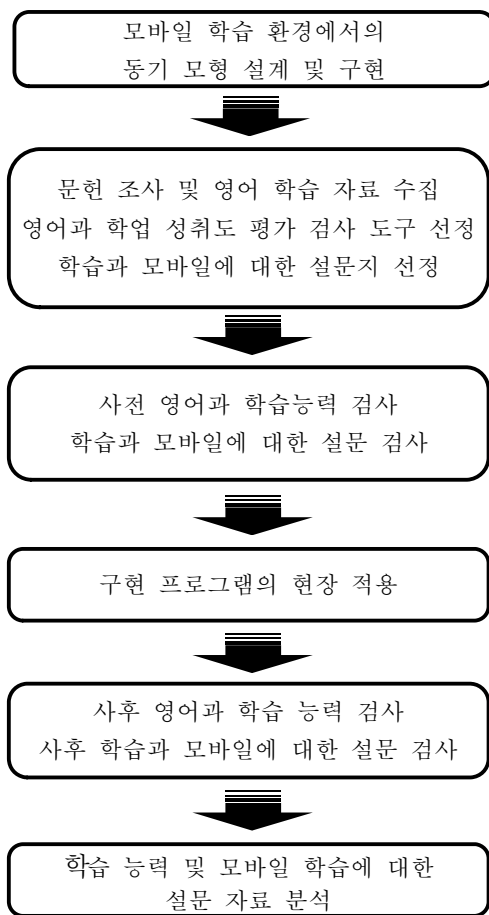 모바일 학습 환경에서의
동기 모형 설계 및 구현
문헌 조사 및 영어 학습 자료 수집
영어과 학업 성취도 평가 검사 도구 선정
학습과 모바일에 대한 설문지 선정
사전 영어과 학습능력 검사
학습과 모바일에 대한 설문 검사
구현 프로그램의 현장 적용
사후 영어과 학습 능력 검사
사후 학습과 모바일에 대한 설문 검사
학습 능력 및 모바일 학습에 대한
설문 자료 분석